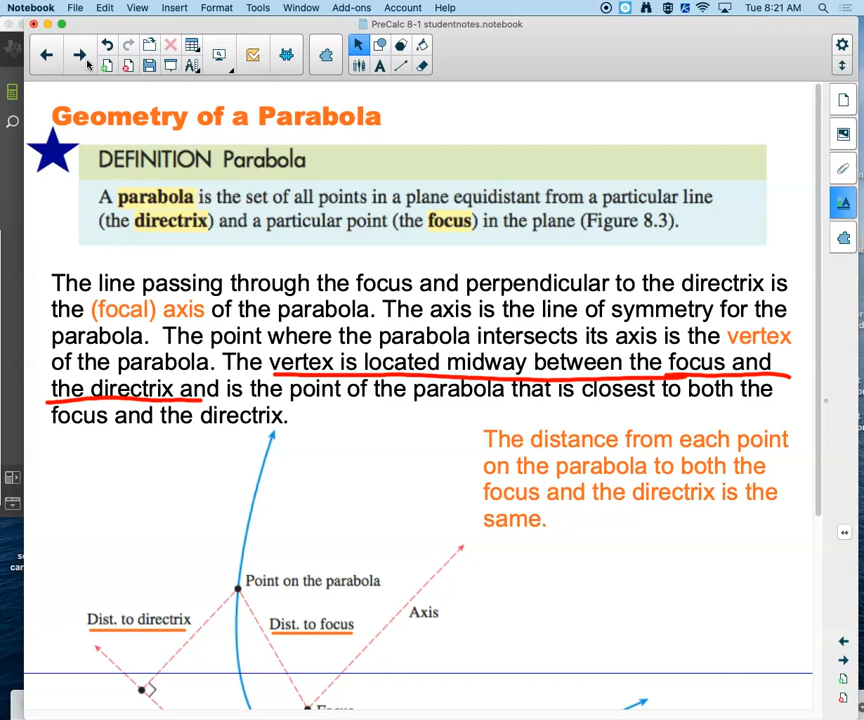 Notebook File Edit View Insert Format Tools Window Add-ons Account Help Tue 8:21 AM
PreCalc 8-1 studentnotes.notebook
Geometry of a Parabola
DEFINITION Parabola
A parabola is the set of all points in a plane equidistant from a particular line
(the directrix) and a particular point (the focus) in the plane (Figure 8.3).
The line passing through the focus and perpendicular to the directrix is
the (focal) axis of the parabola. The axis is the line of symmetry for the
parabola. The point where the parabola intersects its axis is the vertex
of the parabola. The vertex is located midway between the focus and
the directrix and is the point of the parabola that is closest to both the
focus and the directrix.
The distance from each point
on the parabola to both the
focus and the directrix is the
same.
Point on the parabola
Dist. to directrix
Dist. to focus
Axis